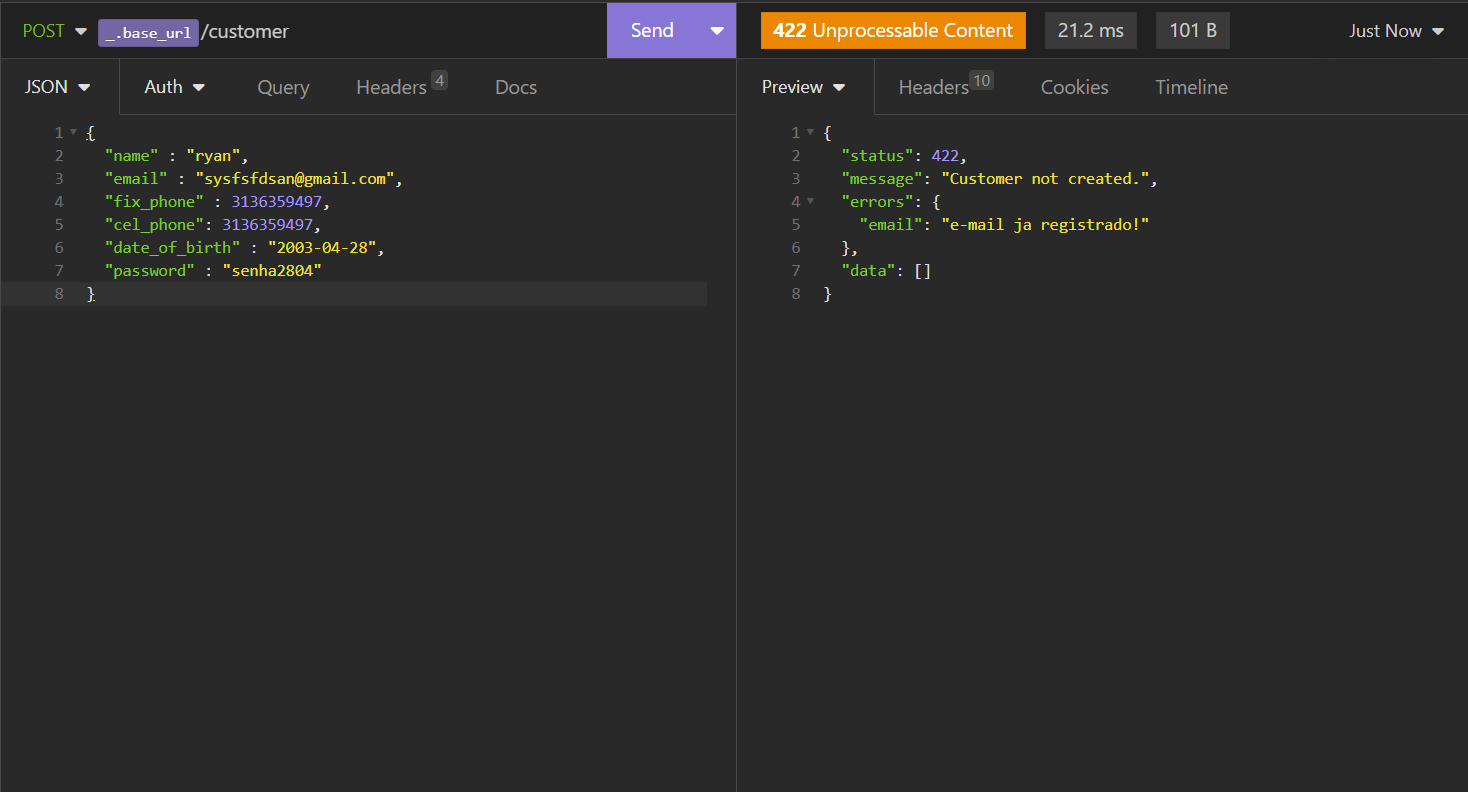 POST _.base_url /customer Send 422 Unprocessable Content 21.2 ms 101 B Just Now
JSON Auth Query Headers 4 Docs Preview Headers 10 Cookies Timeline
1 {
2 "name" : "ryan",
3 "email" : "sysfsfdsan@gmail.com",
4 "fix_phone" : 3136359497,
5 "cel_phone": 3136359497,
6 "date_of_birth" : "2003-04-28",
7 "password" : "senha2804"
8 }
1 {
2 "status": 422,
3 "message": "Customer not created.",
4 "errors": {
5 "email": "e-mail ja registrado!"
6 },
7 "data": []
8 }